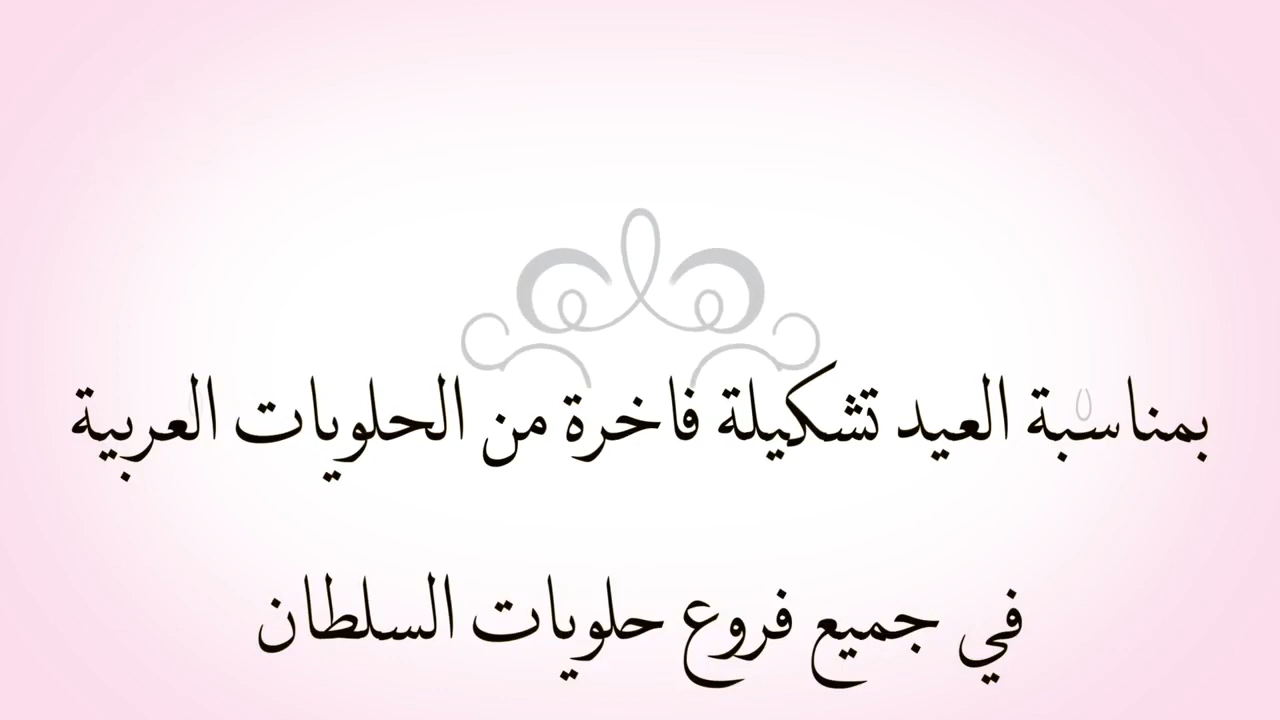 بمناسبة العيد تشكيلة فاخرة من الحلويات العربية
في جميع فروع حلويات السلطان